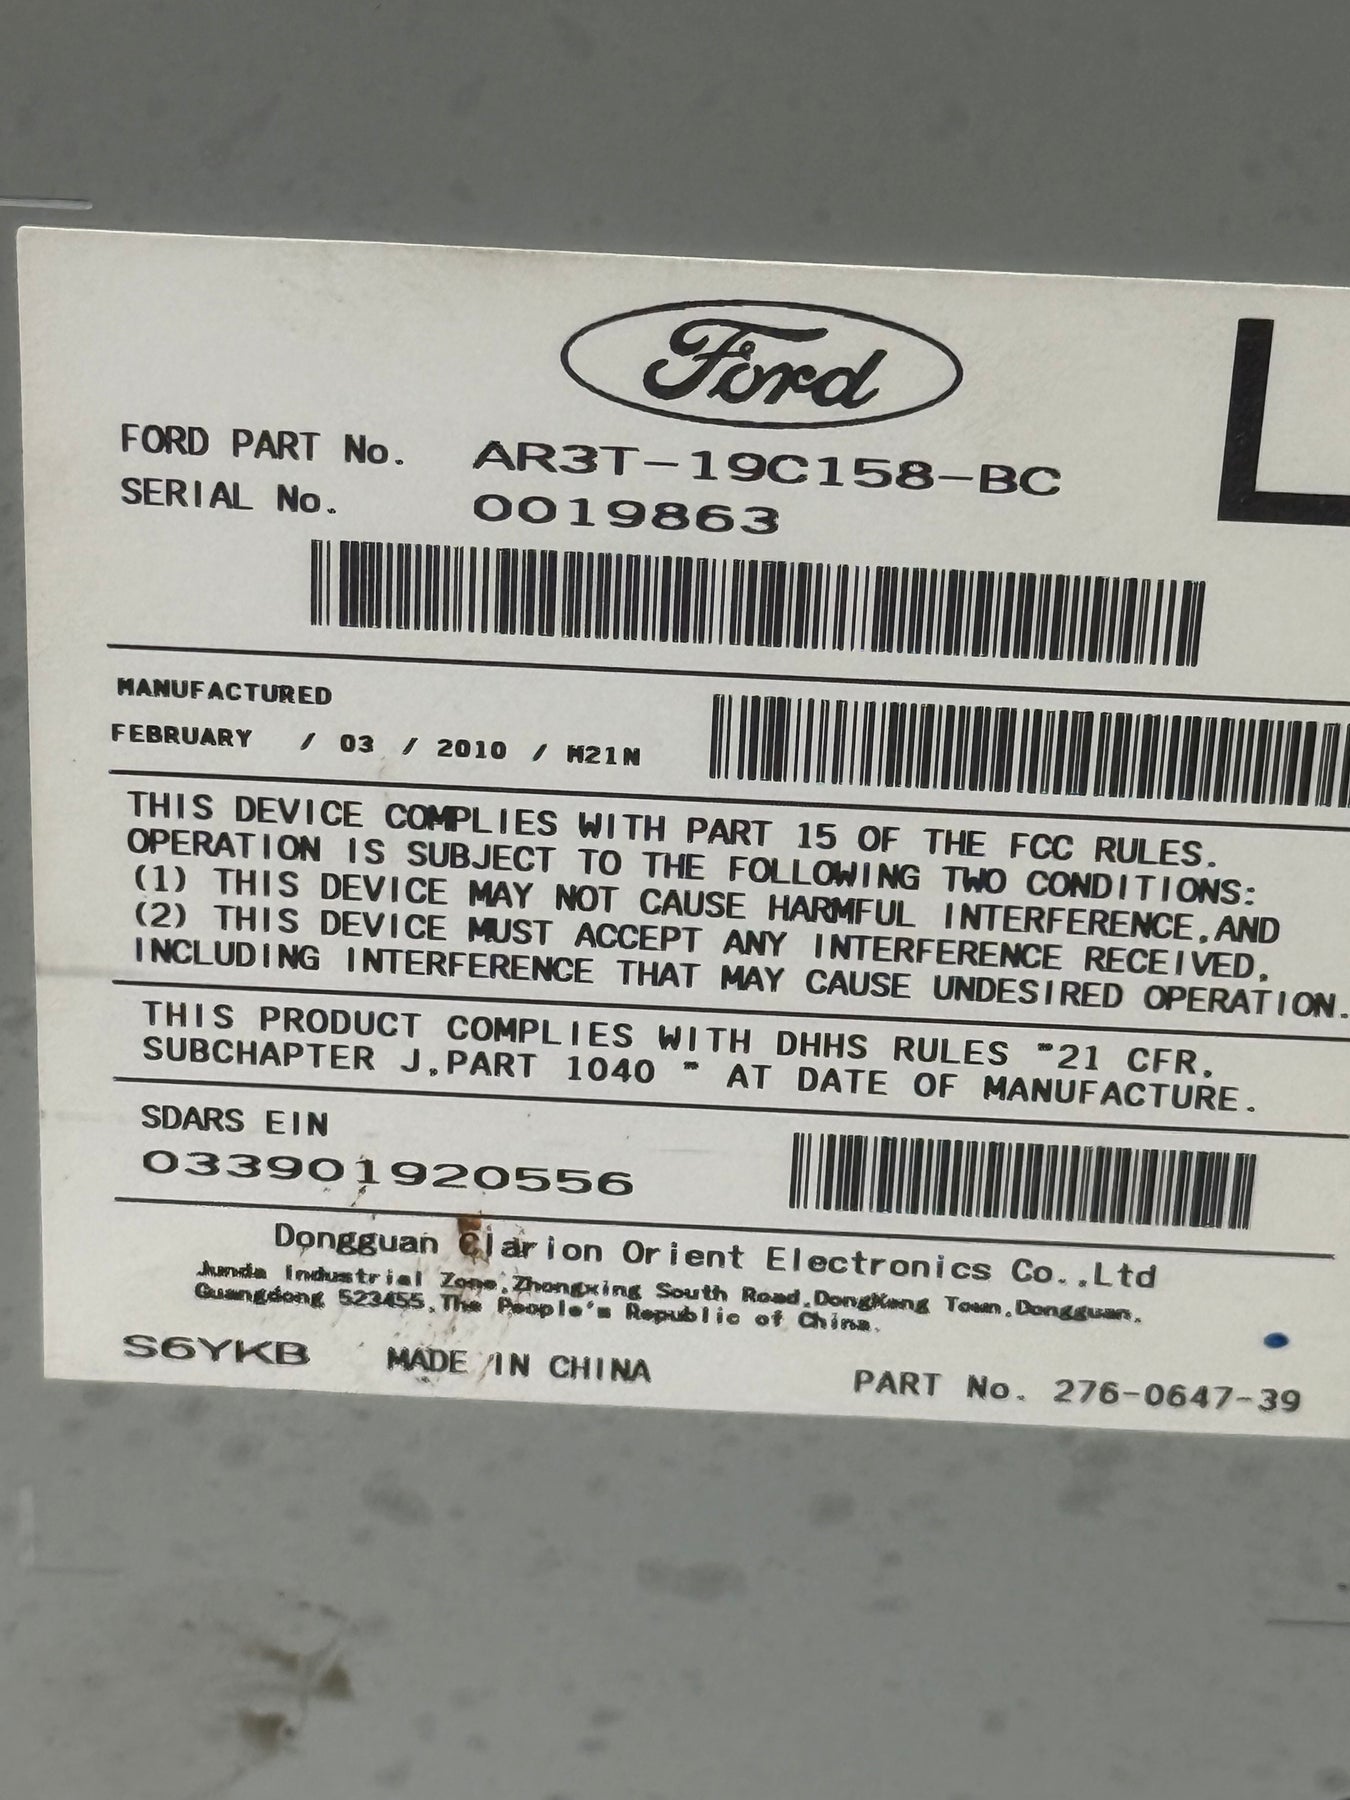 Ford
L
FORD PART No. AR3T-19C158-BC
SERIAL No. 0019863
MANUFACTURED
FEBRUARY / 03 / 2010 / M21N
THIS DEVICE COMPLIES WITH PART 15 OF THE FCC RULES.
OPERATION IS SUBJECT TO THE FOLLOWING TWO CONDITIONS:
(1) THIS DEVICE MAY NOT CAUSE HARMFUL INTERFERENCE,AND
(2) THIS DEVICE MUST ACCEPT ANY INTERFERENCE RECEIVED,
INCLUDING INTERFERENCE THAT MAY CAUSE UNDESIRED OPERATION.
THIS PRODUCT COMPLIES WITH DHHS RULES "21 CFR,
SUBCHAPTER J,PART 1040 " AT DATE OF MANUFACTURE.
SDARS EIN
033901920556
Dongguan Clarion Orient Electronics Co.,Ltd
Junda Industrial Zone,Zhongxing South Road,DongKeng Town,Dongguan,
Guangdong 523455,The People's Republic of China.
S6YKB MADE IN CHINA PART No. 276-0647-39